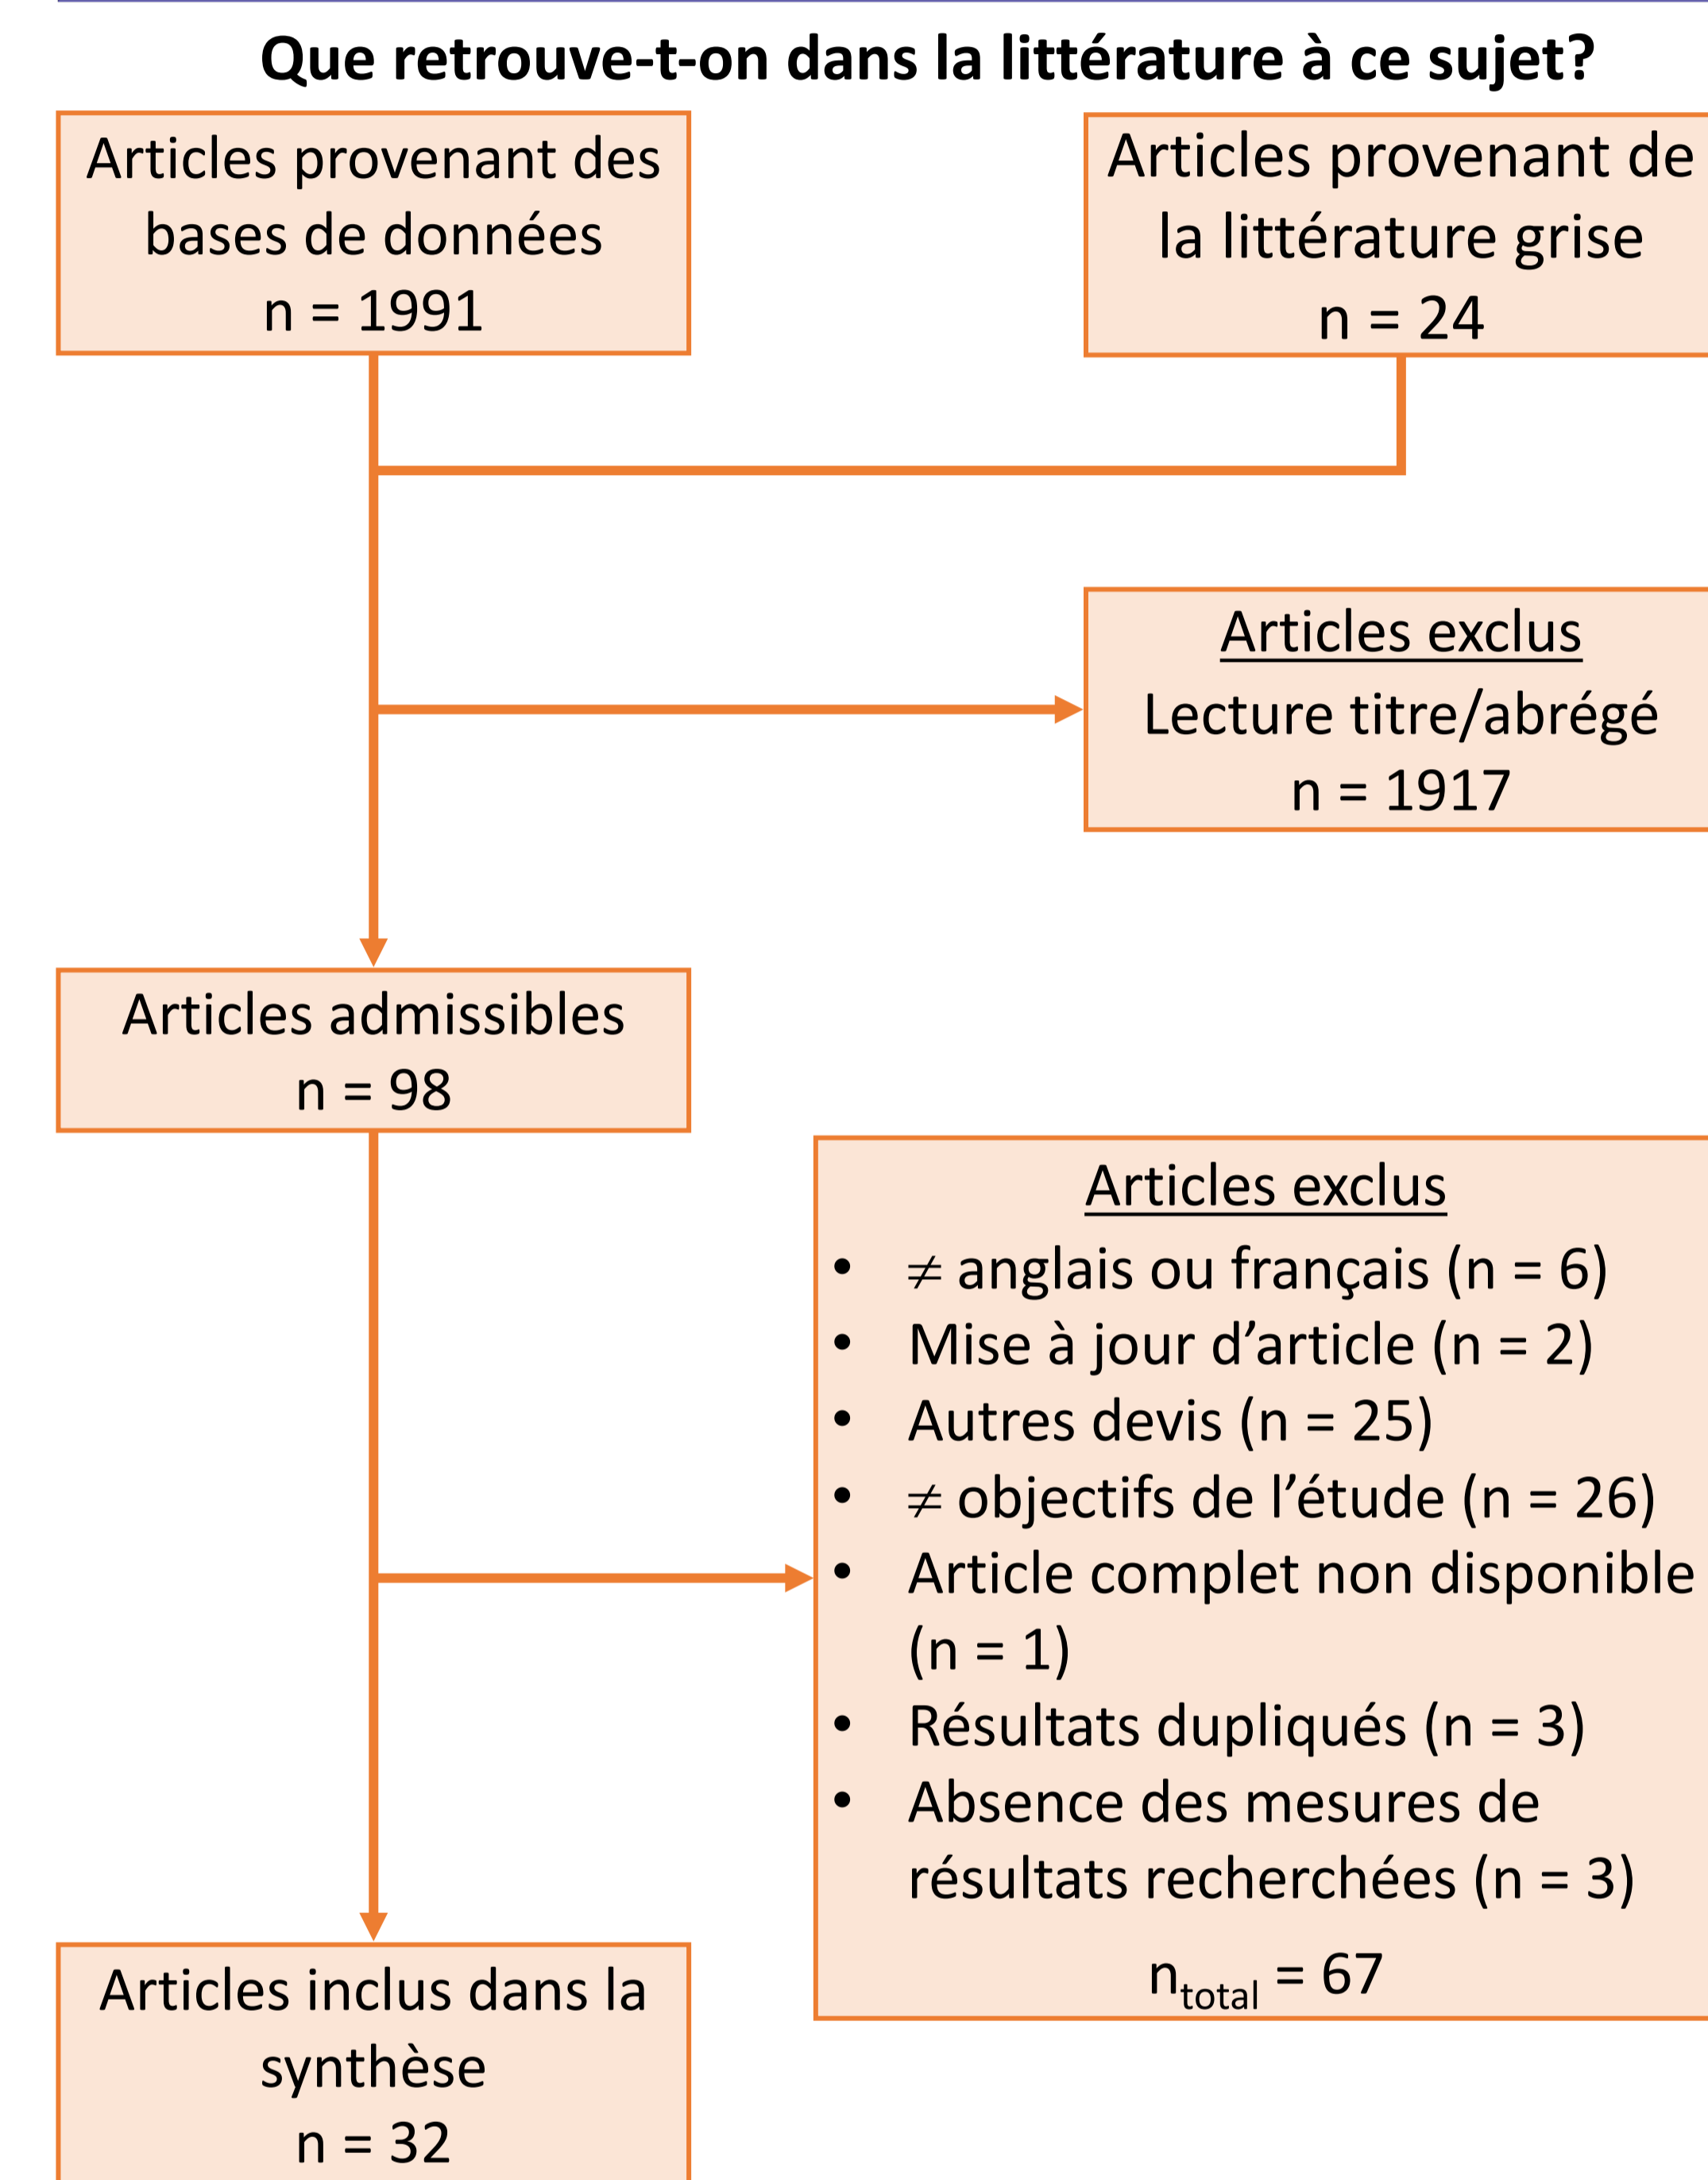 Que retrouve-t-on dans la littérature à ce sujet?
Articles provenant des
bases de données
n = 1991
Articles provenant de
la littérature grise
n = 24
Articles exclus
Lecture titre/abrégé
n = 1917
Articles admissibles
n = 98
Articles exclus
• ≠ anglais ou français (n = 6)
• Mise à jour d’article (n = 2)
• Autres devis (n = 25)
• ≠ objectifs de l’étude (n = 26)
• Article complet non disponible
(n = 1)
• Résultats dupliqués (n = 3)
• Absence des mesures de
résultats recherchées (n = 3)
ntotal = 67
Articles inclus dans la
synthèse
n = 32